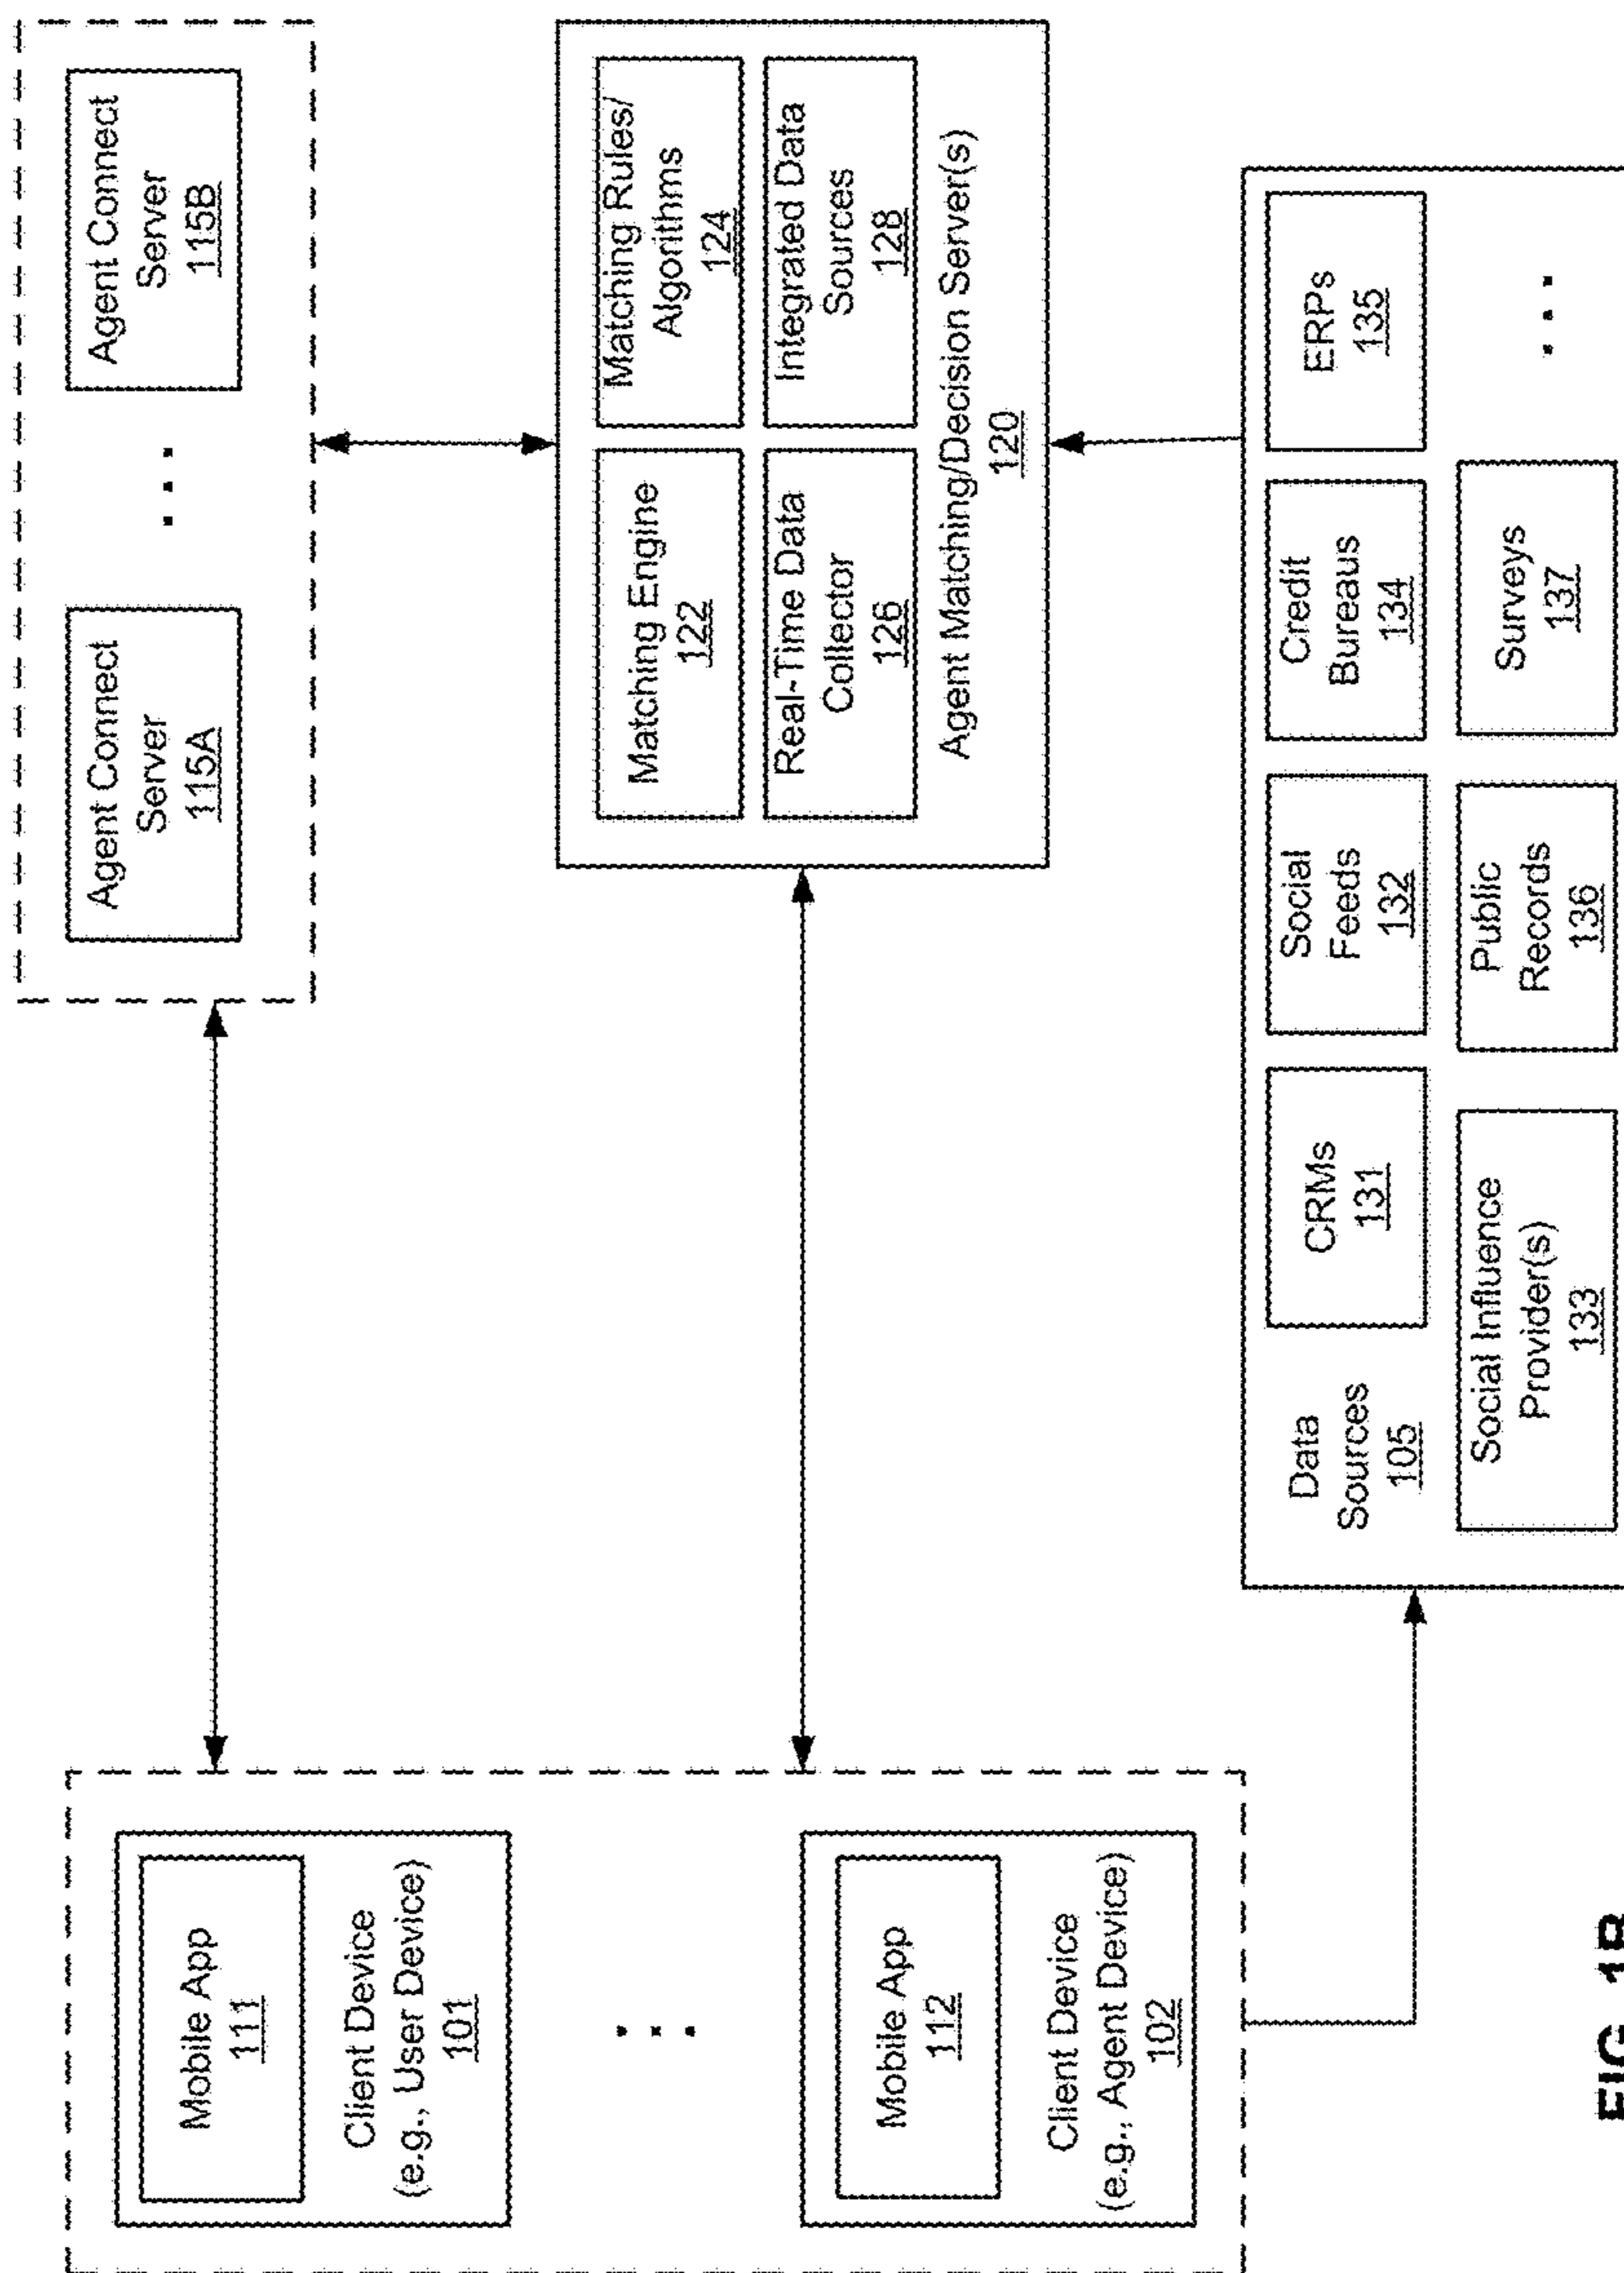 Mobile App
111
Client Device
(e.g., User Device)
101
Mobile App
112
Client Device
(e.g., Agent Device)
102
Agent Connect
Server
115A
Agent Connect
Server
115B
Matching Engine
122
Matching Rules/
Algorithms
124
Real-Time Data
Collector
126
Integrated Data
Sources
128
Agent Matching/Decision Server(s)
120
Data
Sources
105
CRMs
131
Social
Feeds
132
Credit
Bureaus
134
ERPs
135
Social Influence
Provider(s)
133
Public
Records
136
Surveys
137
FIG. 1B